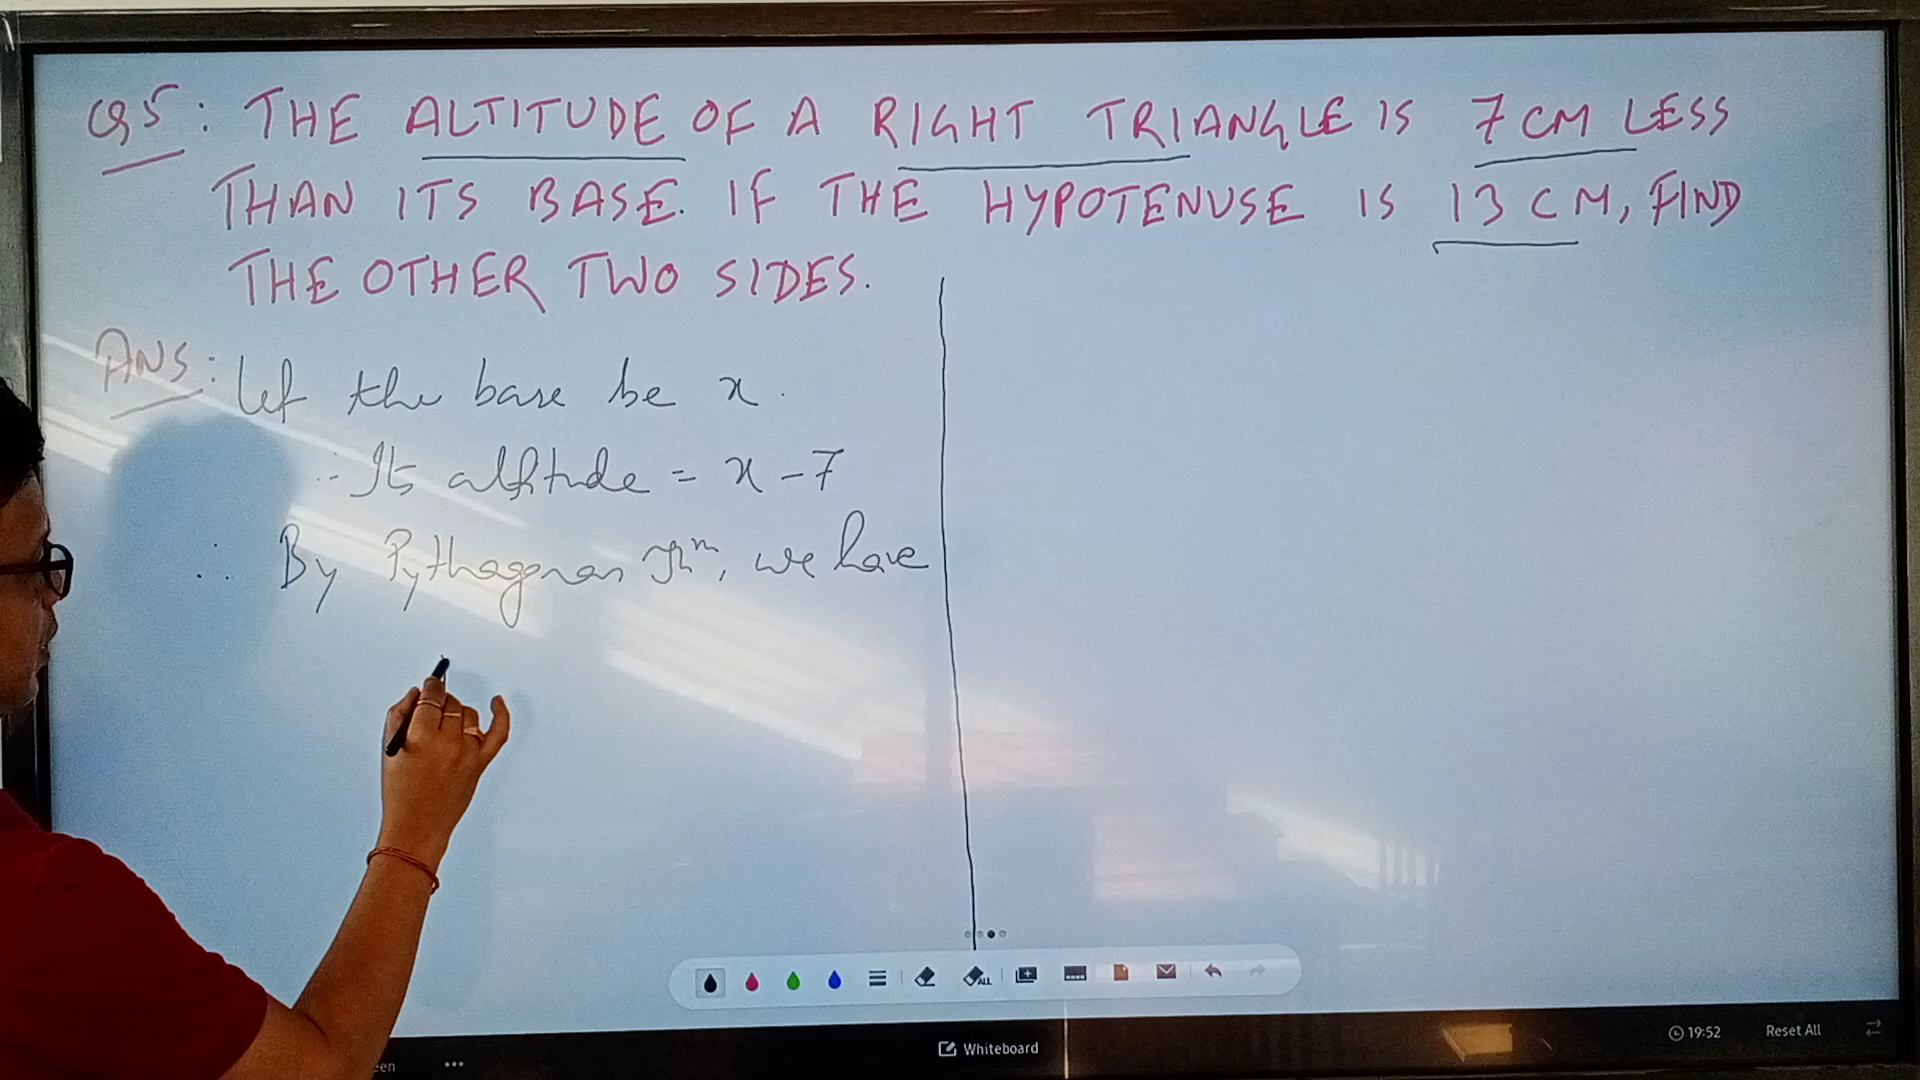 Q5: THE ALTITUDE OF A RIGHT TRIANGLE IS 7 CM LESS
THAN ITS BASE. IF THE HYPOTENUSE IS 13 CM, FIND
THE OTHER TWO SIDES.
ANS: Let the base be x.
∴ Its altitude = x - 7
∴ By Pythagoras Thm, we have
ALL
19:52
Reset All
Whiteboard